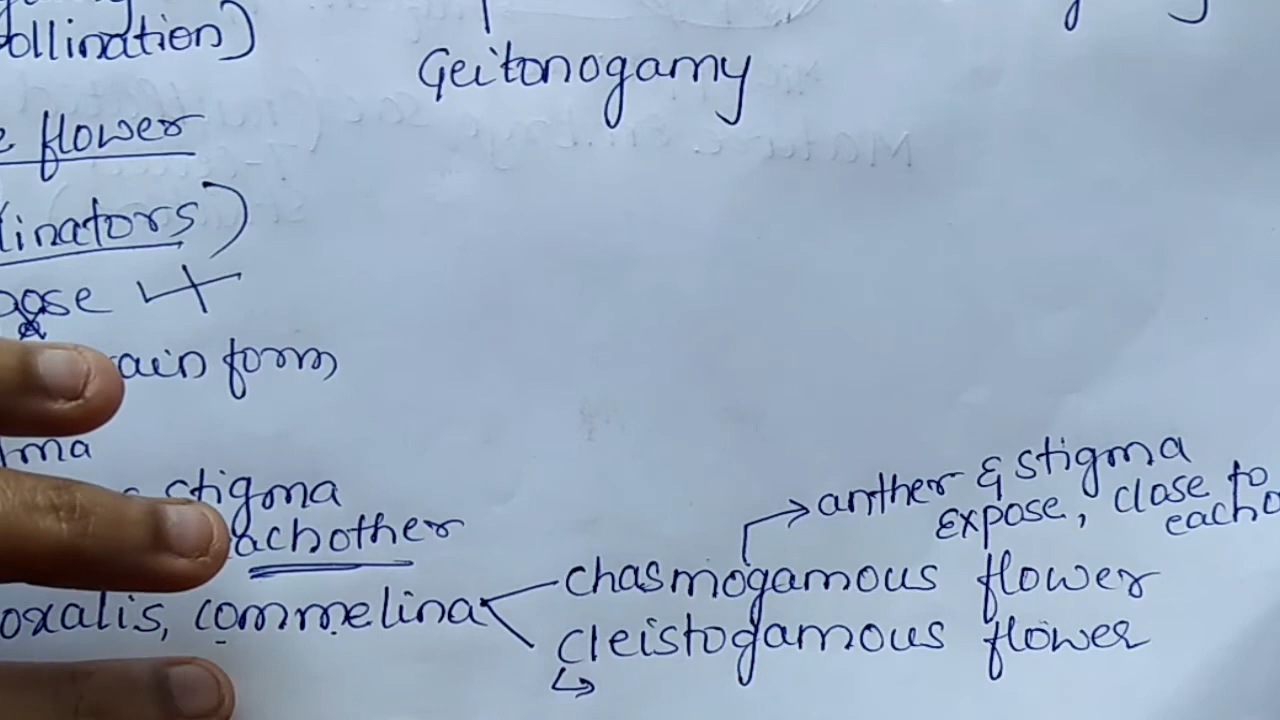 ollination)
Geitonogamy
e flower
linators)
ose
ain form
ma
stigma
achother
anther & stigma
expose, close to
each o
chasmogamous flower
oxalis, commelina
cleistogamous flower